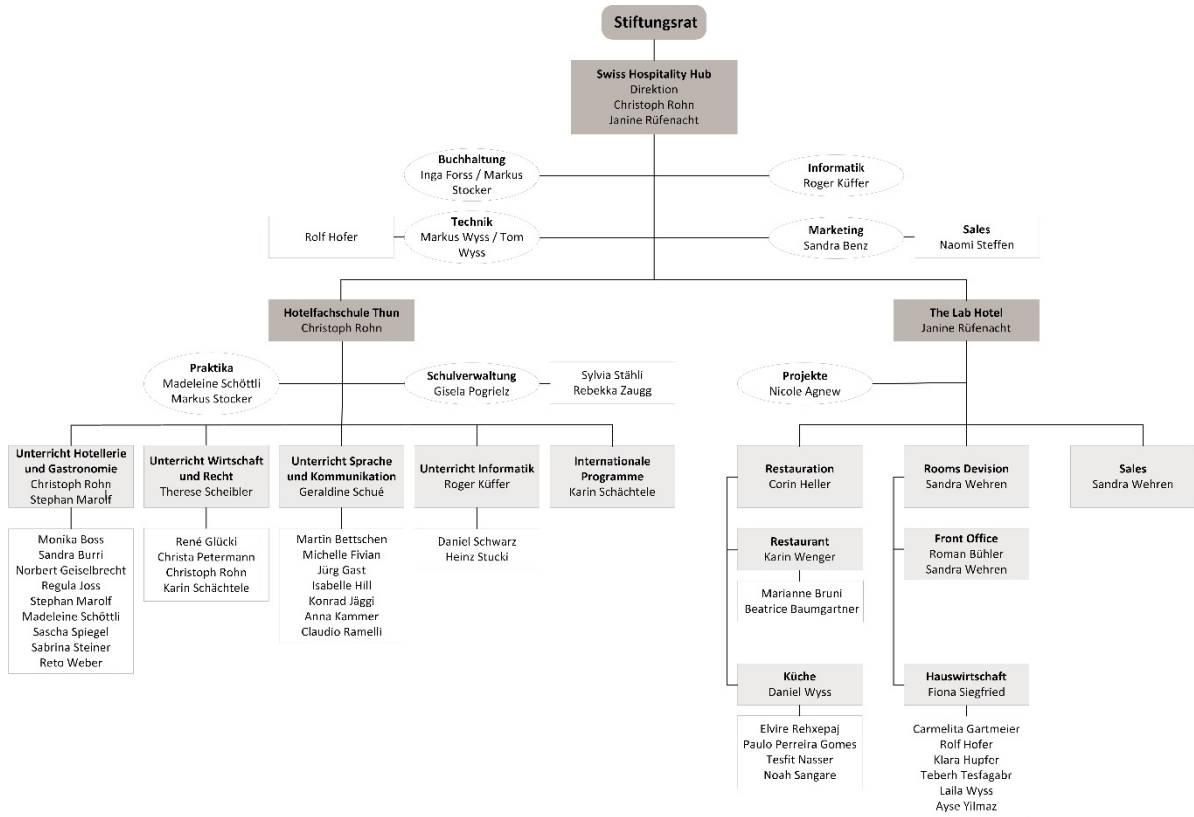 Stiftungsrat
Swiss Hospitality Hub
Direktion
Christoph Rohn
Janine Rüfenacht
Buchhaltung
Inga Forss / Markus
Stocker
Informatik
Roger Küffer
Rolf Hofer
Technik
Markus Wyss / Tom
Wyss
Marketing
Sandra Benz
Sales
Naomi Steffen
Hotelfachschule Thun
Christoph Rohn
The Lab Hotel
Janine Rüfenacht
Praktika
Madeleine Schöttli
Markus Stocker
Schulverwaltung
Gisela Pogrielz
Sylvia Stähli
Rebekka Zaugg
Projekte
Nicole Agnew
Unterricht Hotellerie
und Gastronomie
Christoph Rohn
Stephan Marolf
Unterricht Wirtschaft
und Recht
Therese Scheibler
Unterricht Sprache
und Kommunikation
Geraldine Schué
Unterricht Informatik
Roger Küffer
Internationale
Programme
Karin Schächtele
Restauration
Corin Heller
Rooms Devision
Sandra Wehren
Sales
Sandra Wehren
Monika Boss
Sandra Burri
Norbert Geiselbrecht
Regula Joss
Stephan Marolf
Madeleine Schöttli
Sascha Spiegel
Sabrina Steiner
Reto Weber
René Glücki
Christa Petermann
Christoph Rohn
Karin Schächtele
Martin Bettschen
Michelle Fivian
Jürg Gast
Isabelle Hill
Konrad Jäggi
Anna Kammer
Claudio Ramelli
Daniel Schwarz
Heinz Stucki
Restaurant
Karin Wenger
Marianne Bruni
Beatrice Baumgartner
Front Office
Roman Bühler
Sandra Wehren
Küche
Daniel Wyss
Elvire Rehxepaj
Paulo Perreira Gomes
Tesfit Nasser
Noah Sangare
Hauswirtschaft
Fiona Siegfried
Carmelita Gartmeier
Rolf Hofer
Klara Hupfer
Teberh Tesfagabr
Laila Wyss
Ayse Yilmaz